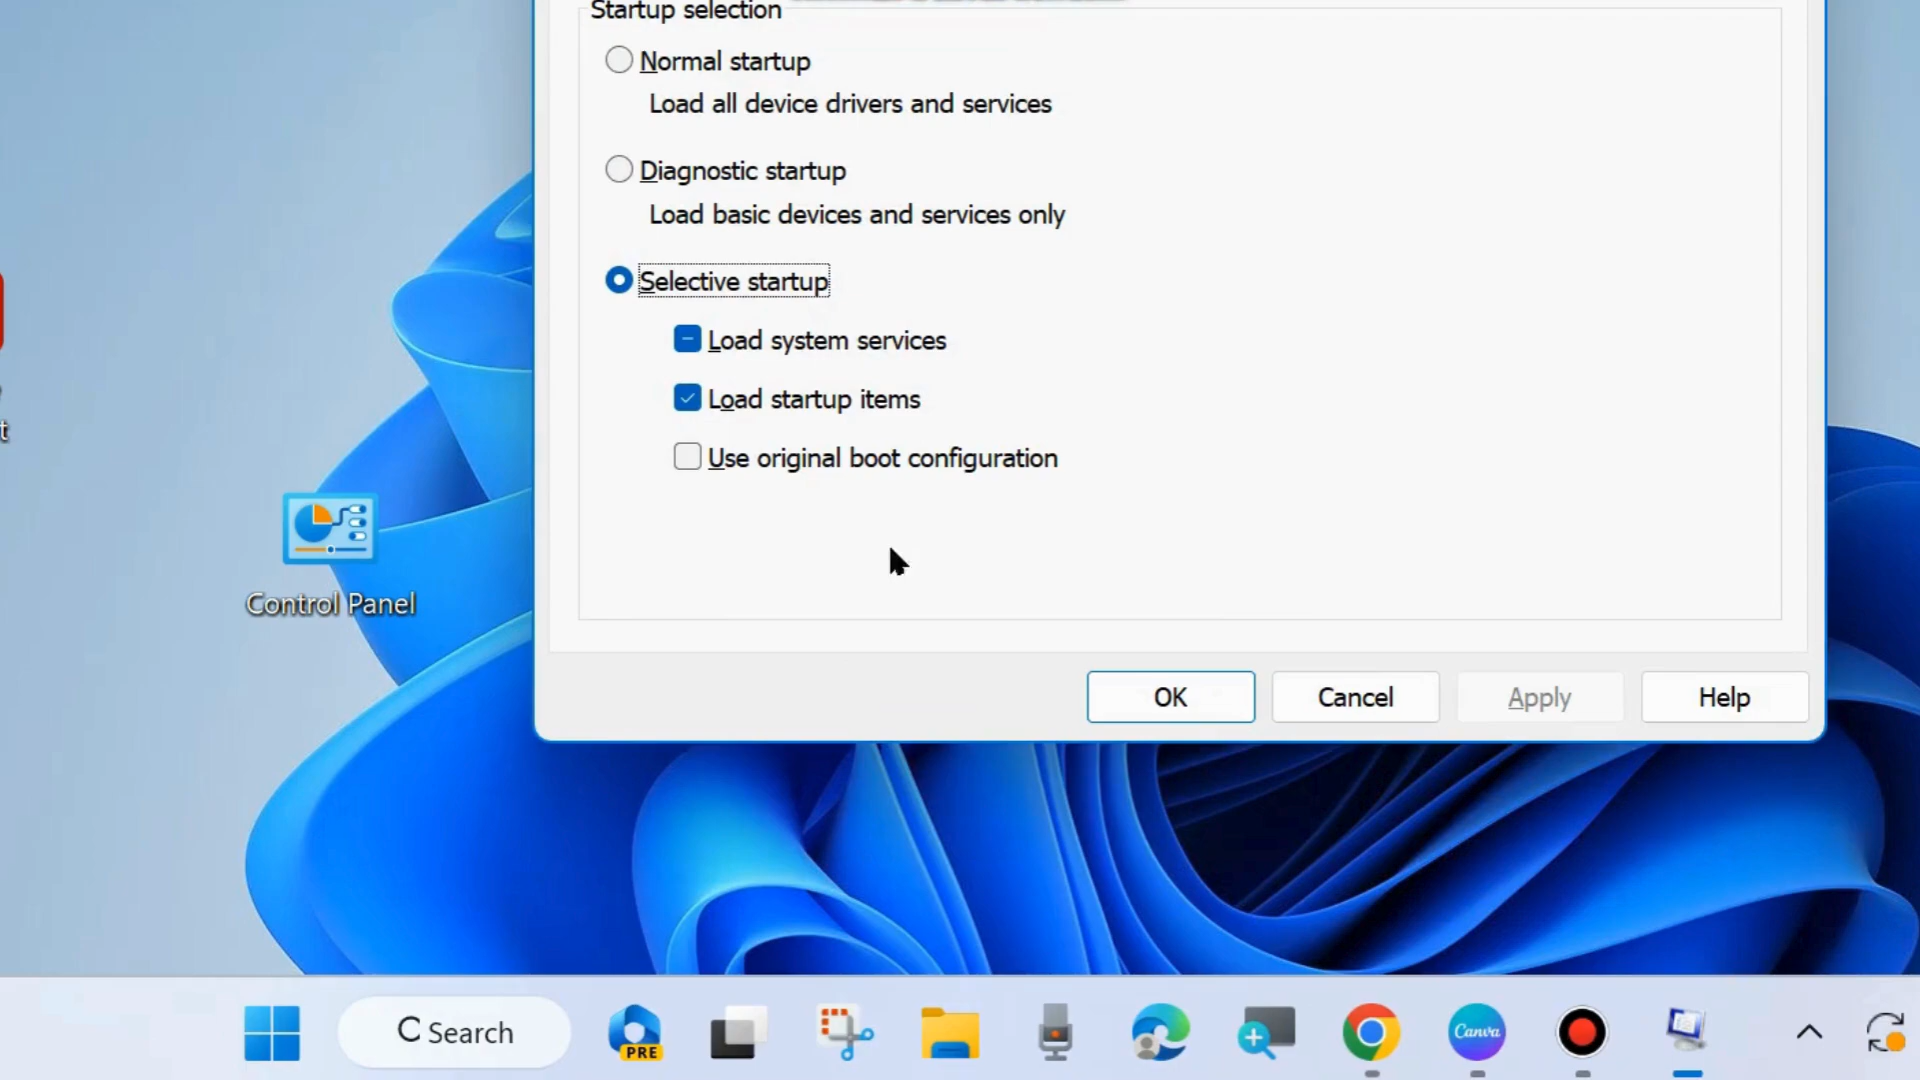 Startup selection
Normal startup
Load all device drivers and services
Diagnostic startup
Load basic devices and services only
Selective startup
Load system services
Load startup items
Use original boot configuration
t
Control Panel
OK Cancel Apply Help
Search
PRE
Canva